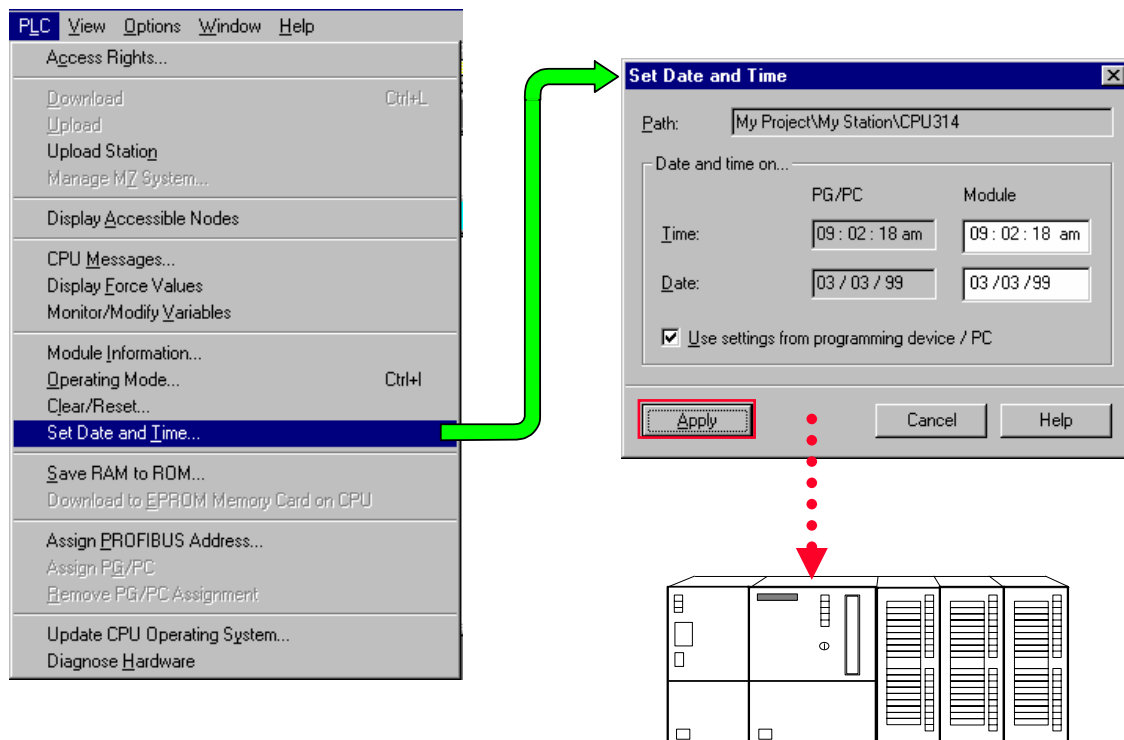 PLC View Options Window Help
Access Rights...
Download Ctrl+L
Upload
Upload Station
Manage M7 System...
Display Accessible Nodes
CPU Messages...
Display Force Values
Monitor/Modify Variables
Module Information...
Operating Mode... Ctrl+I
Clear/Reset...
Set Date and Time...
Save RAM to ROM...
Download to EPROM Memory Card on CPU
Assign PROFIBUS Address...
Assign PG/PC
Remove PG/PC Assignment
Update CPU Operating System...
Diagnose Hardware
Set Date and Time
Path: My Project\My Station\CPU314
Date and time on...
PG/PC Module
Time: 09 : 02 : 18 am 09 : 02 : 18 am
Date: 03 / 03 / 99 03 / 03 / 99
Use settings from programming device / PC
Apply Cancel Help